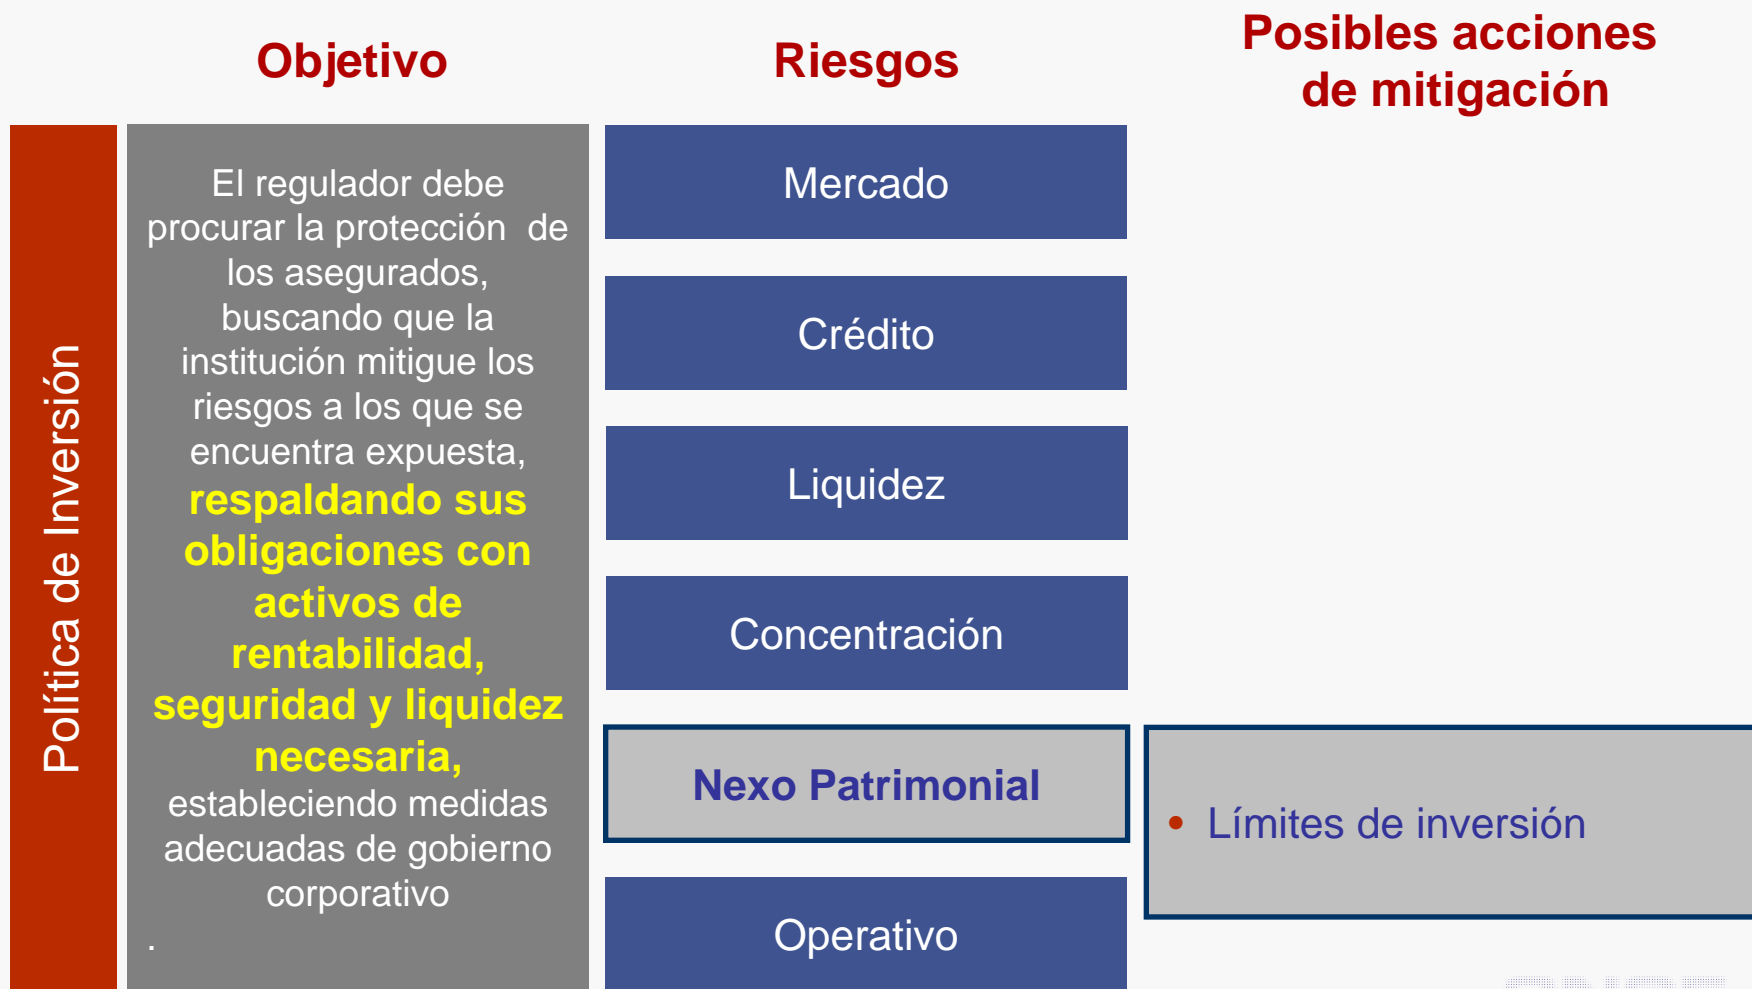 Objetivo
Riesgos
Posibles acciones
de mitigación
Política de Inversión
El regulador debe
procurar la protección  de
los asegurados,
buscando que la
institución mitigue los
riesgos a los que se
encuentra expuesta,
respaldando sus
obligaciones con
activos de
rentabilidad,
seguridad y liquidez
necesaria,
estableciendo medidas
adecuadas de gobierno
corporativo
.
Mercado
Crédito
Liquidez
Concentración
Nexo Patrimonial
Operativo
• Límites de inversión